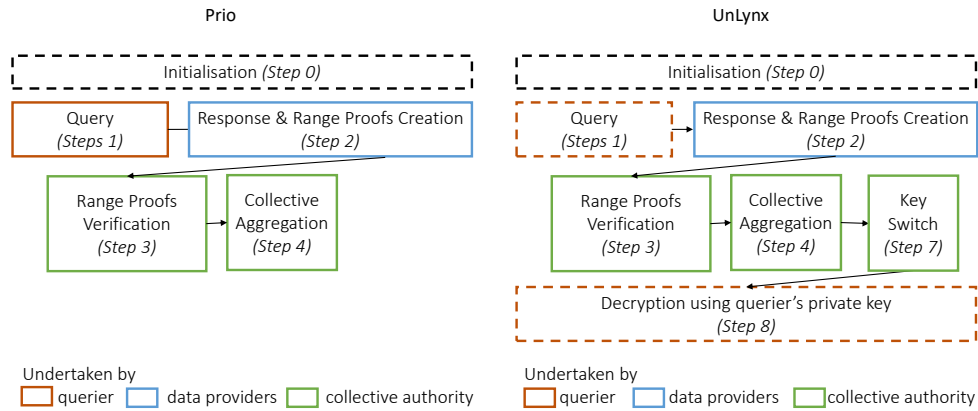 Prio
Initialisation (Step 0)
Query
(Steps 1)
Response & Range Proofs Creation
(Step 2)
Range Proofs
Verification
(Step 3)
Collective
Aggregation
(Step 4)
Undertaken by
querier
data providers
collective authority
UnLynx
Initialisation (Step 0)
Query
(Steps 1)
Response & Range Proofs Creation
(Step 2)
Range Proofs
Verification
(Step 3)
Collective
Aggregation
(Step 4)
Key
Switch
(Step 7)
Decryption using querier's private key
(Step 8)
Undertaken by
querier
data providers
collective authority